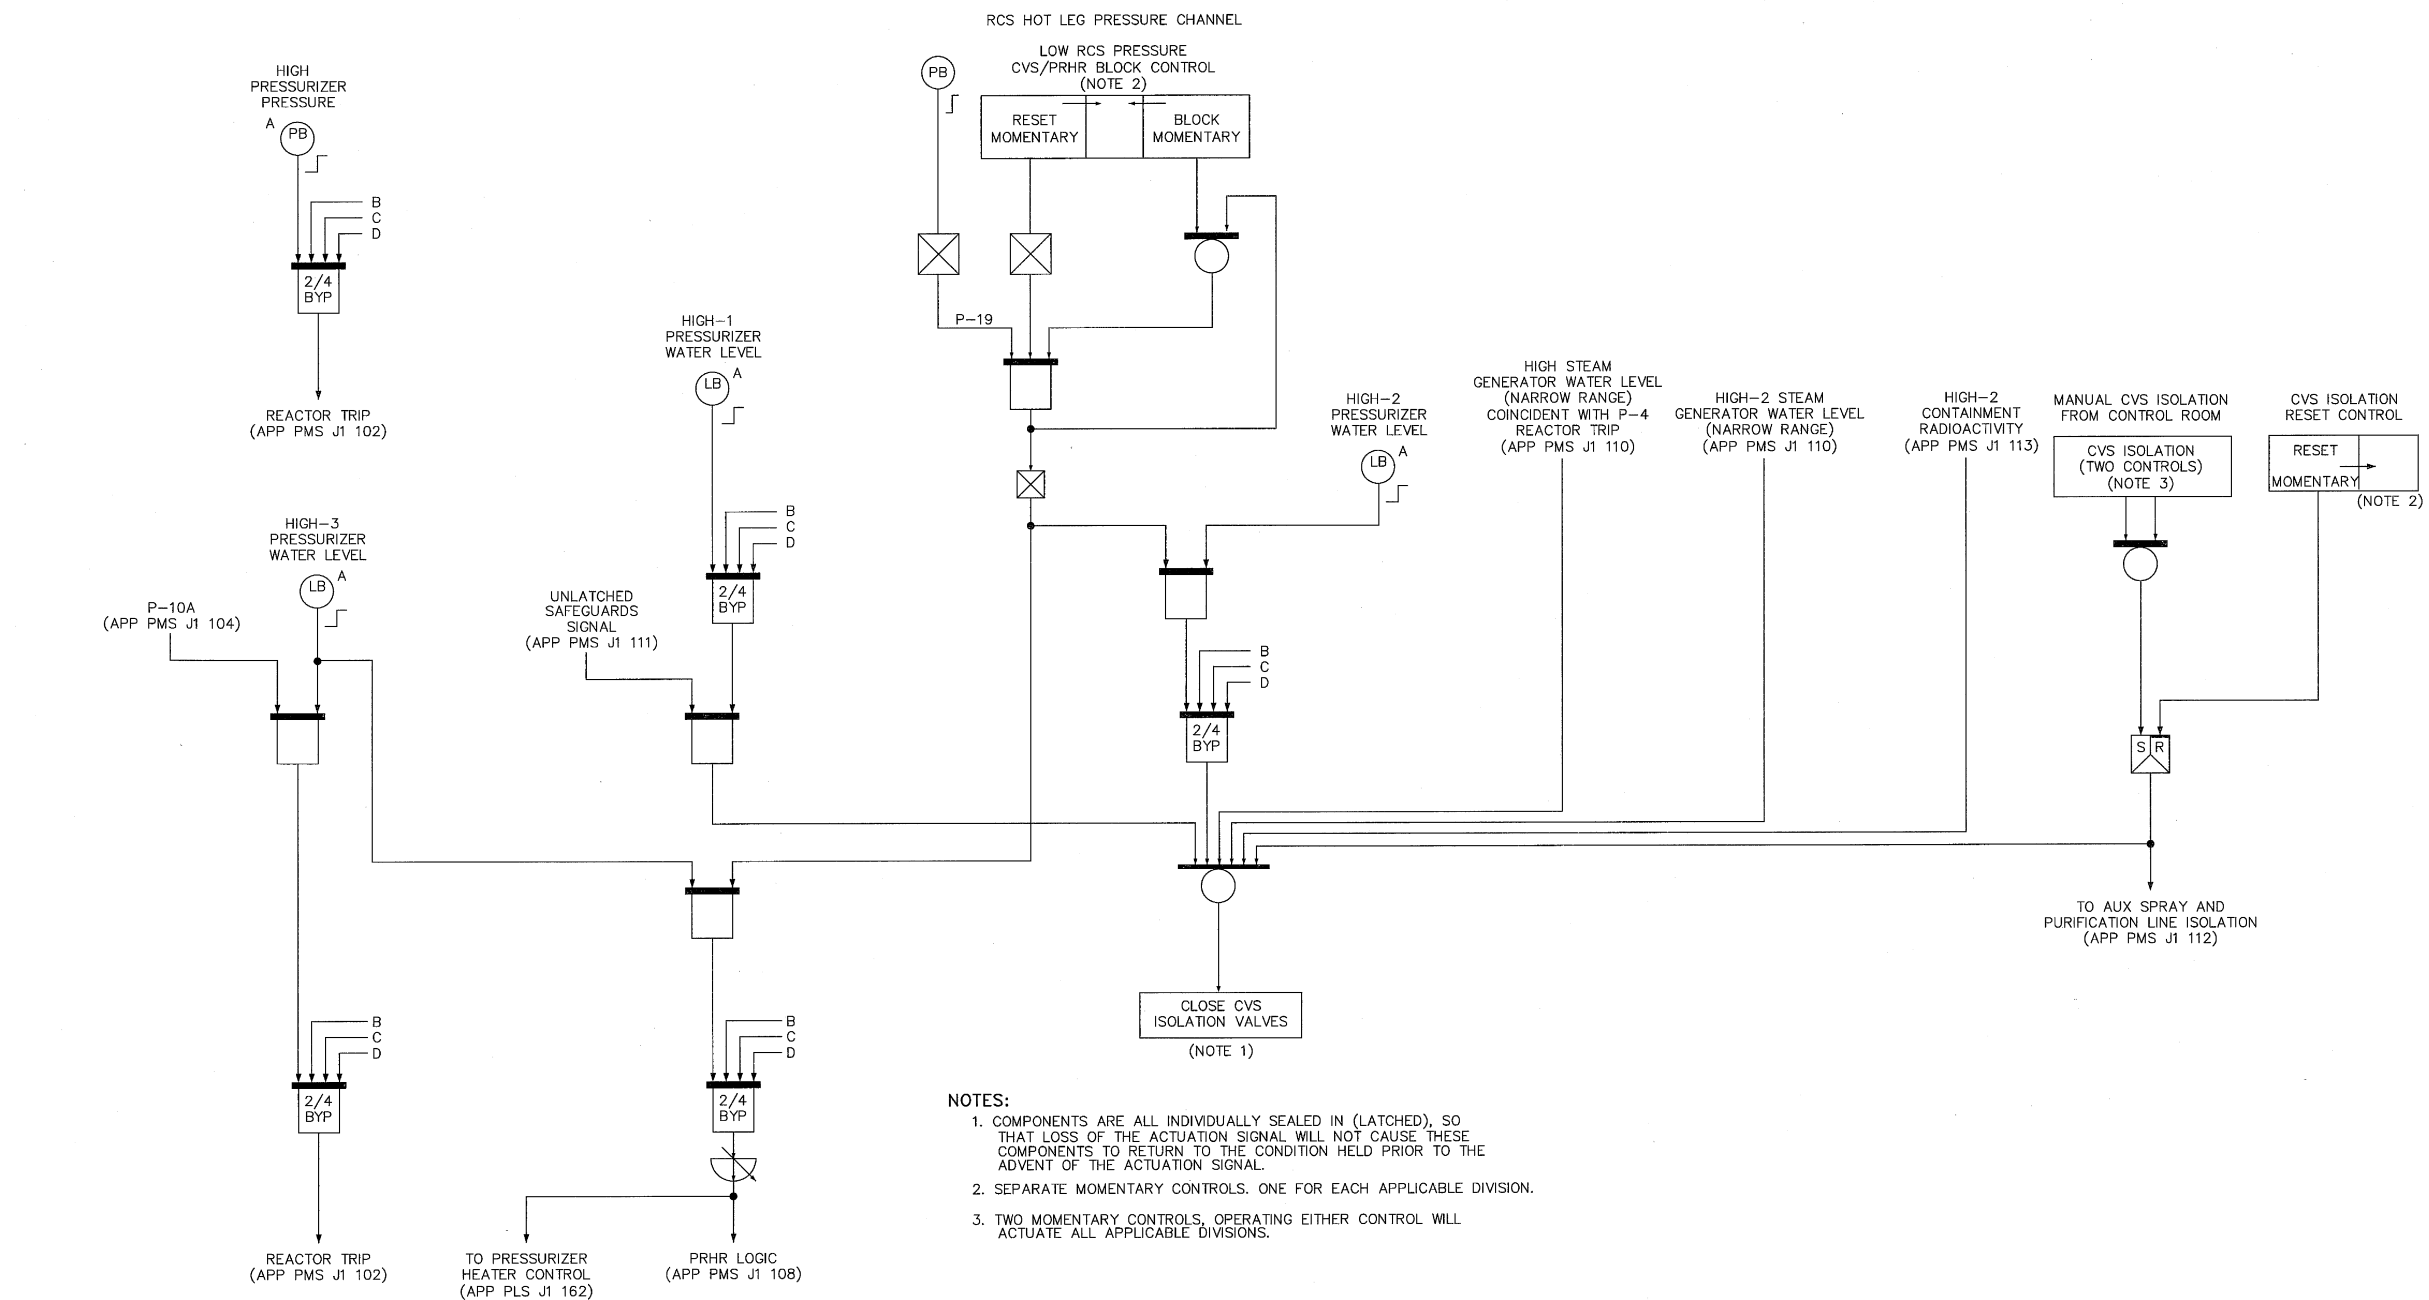 RCS HOT LEG PRESSURE CHANNEL
LOW RCS PRESSURE
CVS/PRHR BLOCK CONTROL
(NOTE 2)
PB
RESET
MOMENTARY
BLOCK
MOMENTARY
P-19
HIGH
PRESSURIZER
PRESSURE
A
PB
B
C
D
2/4
BYP
REACTOR TRIP
(APP PMS J1 102)
HIGH-1
PRESSURIZER
WATER LEVEL
A
LB
B
C
D
2/4
BYP
UNLATCHED
SAFEGUARDS
SIGNAL
(APP PMS J1 111)
HIGH-3
PRESSURIZER
WATER LEVEL
A
LB
P-10A
(APP PMS J1 104)
B
C
D
2/4
BYP
REACTOR TRIP
(APP PMS J1 102)
B
C
D
2/4
BYP
TO PRESSURIZER
HEATER CONTROL
(APP PLS J1 162)
PRHR LOGIC
(APP PMS J1 108)
HIGH-2
PRESSURIZER
WATER LEVEL
A
LB
B
C
D
2/4
BYP
HIGH STEAM
GENERATOR WATER LEVEL
(NARROW RANGE)
COINCIDENT WITH P-4
REACTOR TRIP
(APP PMS J1 110)
HIGH-2 STEAM
GENERATOR WATER LEVEL
(NARROW RANGE)
(APP PMS J1 110)
HIGH-2
CONTAINMENT
RADIOACTIVITY
(APP PMS J1 113)
MANUAL CVS ISOLATION
FROM CONTROL ROOM
CVS ISOLATION
(TWO CONTROLS)
(NOTE 3)
CVS ISOLATION
RESET CONTROL
RESET
MOMENTARY
(NOTE 2)
S R
TO AUX SPRAY AND
PURIFICATION LINE ISOLATION
(APP PMS J1 112)
CLOSE CVS
ISOLATION VALVES
(NOTE 1)
NOTES:
1. COMPONENTS ARE ALL INDIVIDUALLY SEALED IN (LATCHED), SO
THAT LOSS OF THE ACTUATION SIGNAL WILL NOT CAUSE THESE
COMPONENTS TO RETURN TO THE CONDITION HELD PRIOR TO THE
ADVENT OF THE ACTUATION SIGNAL.
2. SEPARATE MOMENTARY CONTROLS. ONE FOR EACH APPLICABLE DIVISION.
3. TWO MOMENTARY CONTROLS, OPERATING EITHER CONTROL WILL
ACTUATE ALL APPLICABLE DIVISIONS.